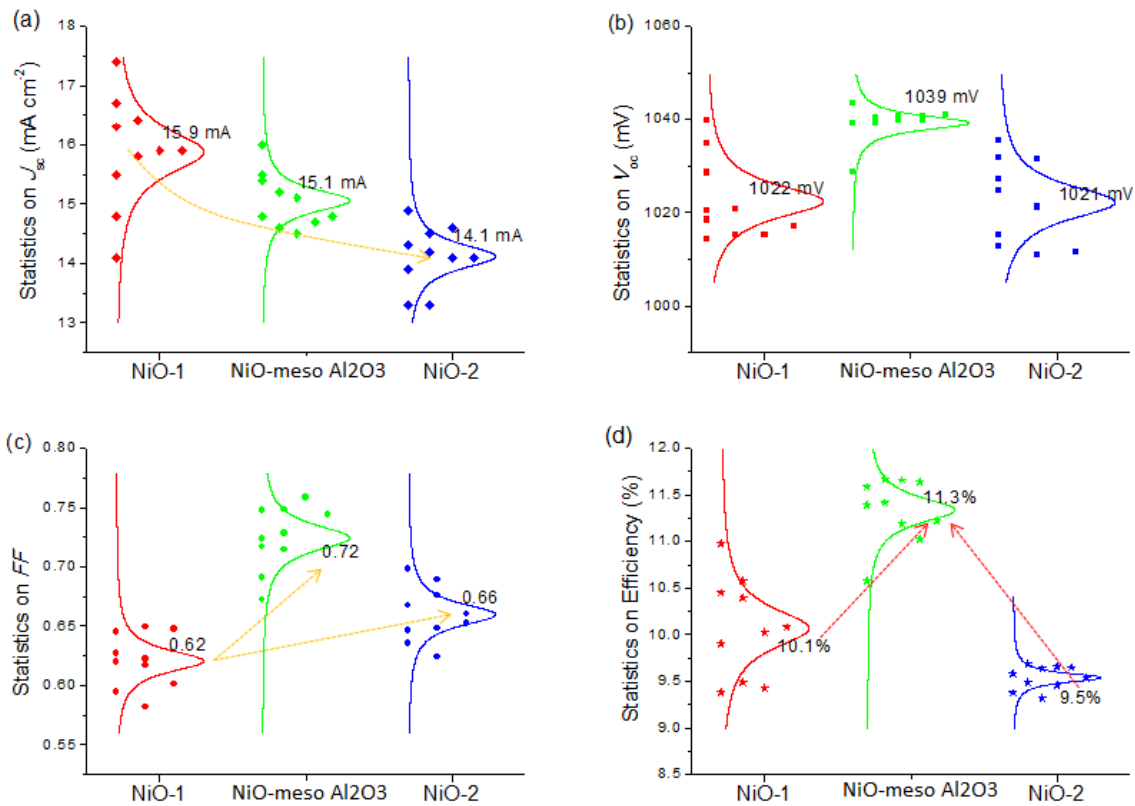 (a)
Statistics on Jsc (mA cm-2)
18
17
16
15
14
13
15.9 mA
15.1 mA
14.1 mA
NiO-1
NiO-meso Al2O3
NiO-2
(b)
Statistics on Voc (mV)
1060
1040
1020
1000
1022 mV
1039 mV
1021 mV
NiO-1
NiO-meso Al2O3
NiO-2
(c)
Statistics on FF
0.80
0.75
0.70
0.65
0.60
0.55
0.62
0.72
0.66
NiO-1
NiO-meso Al2O3
NiO-2
(d)
Statistics on Efficiency (%)
12.0
11.5
11.0
10.5
10.0
9.5
9.0
8.5
10.1%
11.3%
9.5%
NiO-1
NiO-meso Al2O3
NiO-2